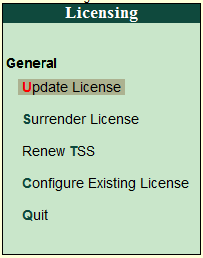 Licensing
General
Update License
Surrender License
Renew TSS
Configure Existing License
Quit